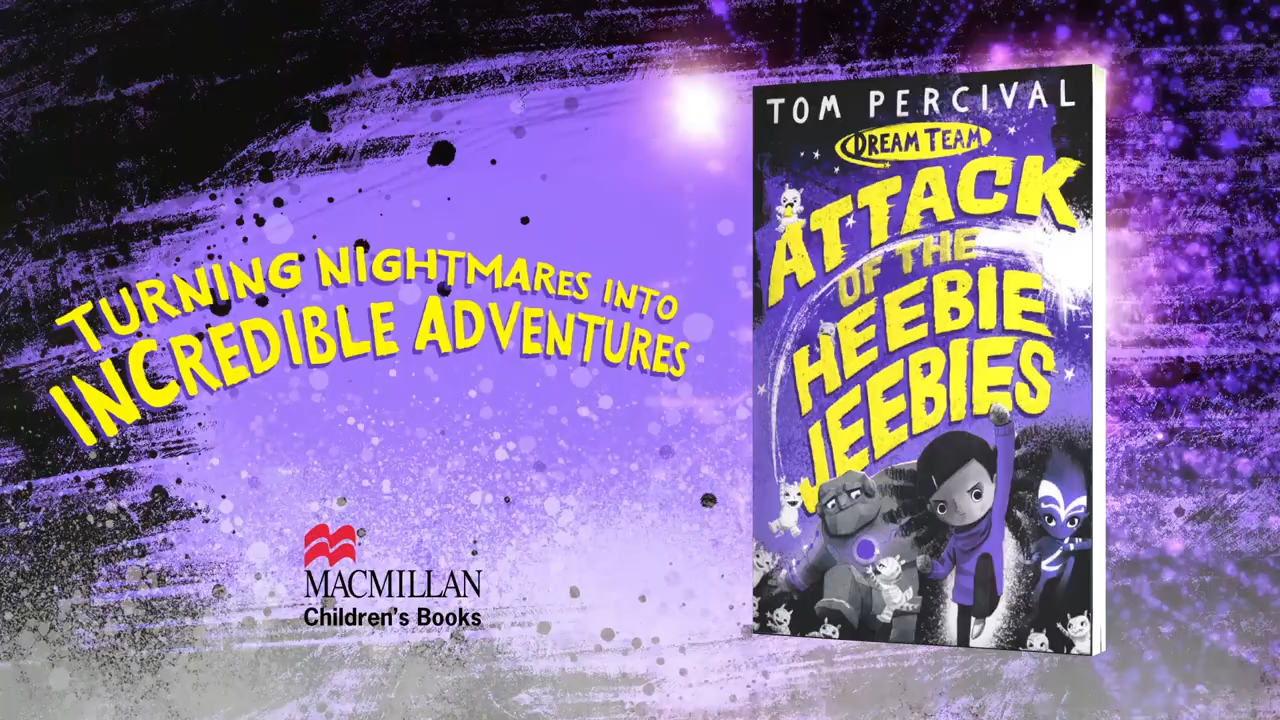 TURNING NIGHTMARES INTO
INCREDIBLE ADVENTURES
MACMILLAN
Children's Books
TOM PERCIVAL
DREAM TEAM
ATTACK
OF THE
HEEBIE
JEEBIES